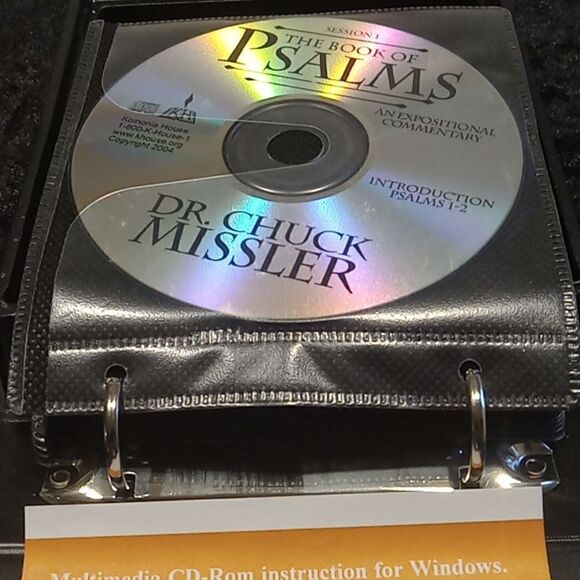 SESSION 1
THE BOOK OF
PSALMS
AN EXPOSITIONAL
COMMENTARY
Koinonia House
1-800-K-House-1
www.khouse.org
Copyright 2004
INTRODUCTION
PSALMS 1-2
DR. CHUCK
MISSLER
Multimedia CD-Rom instruction for Windows.